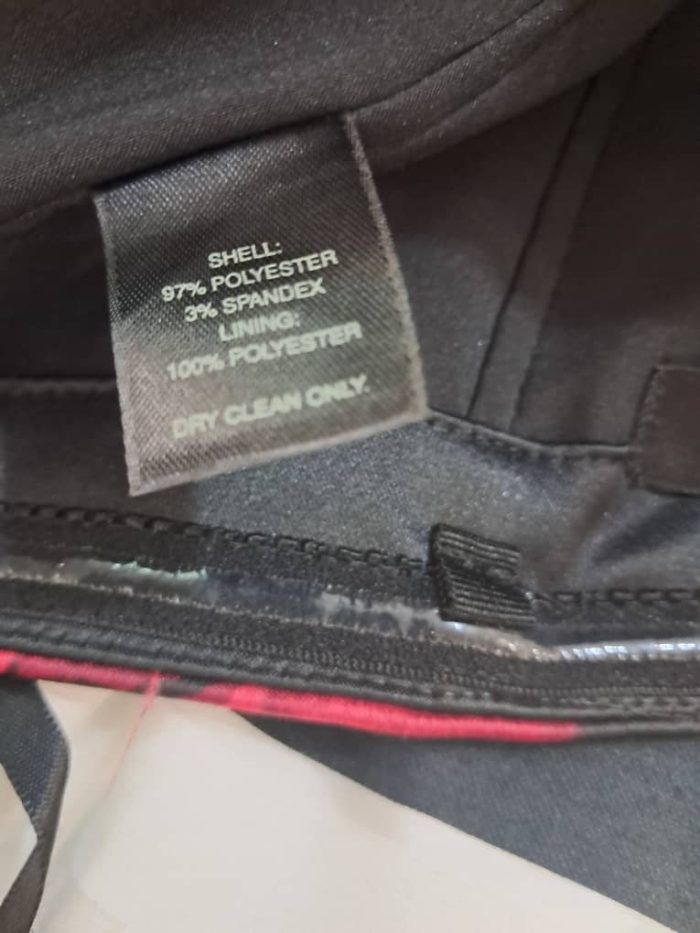 SHELL:
97% POLYESTER
3% SPANDEX
LINING:
100% POLYESTER
DRY CLEAN ONLY.